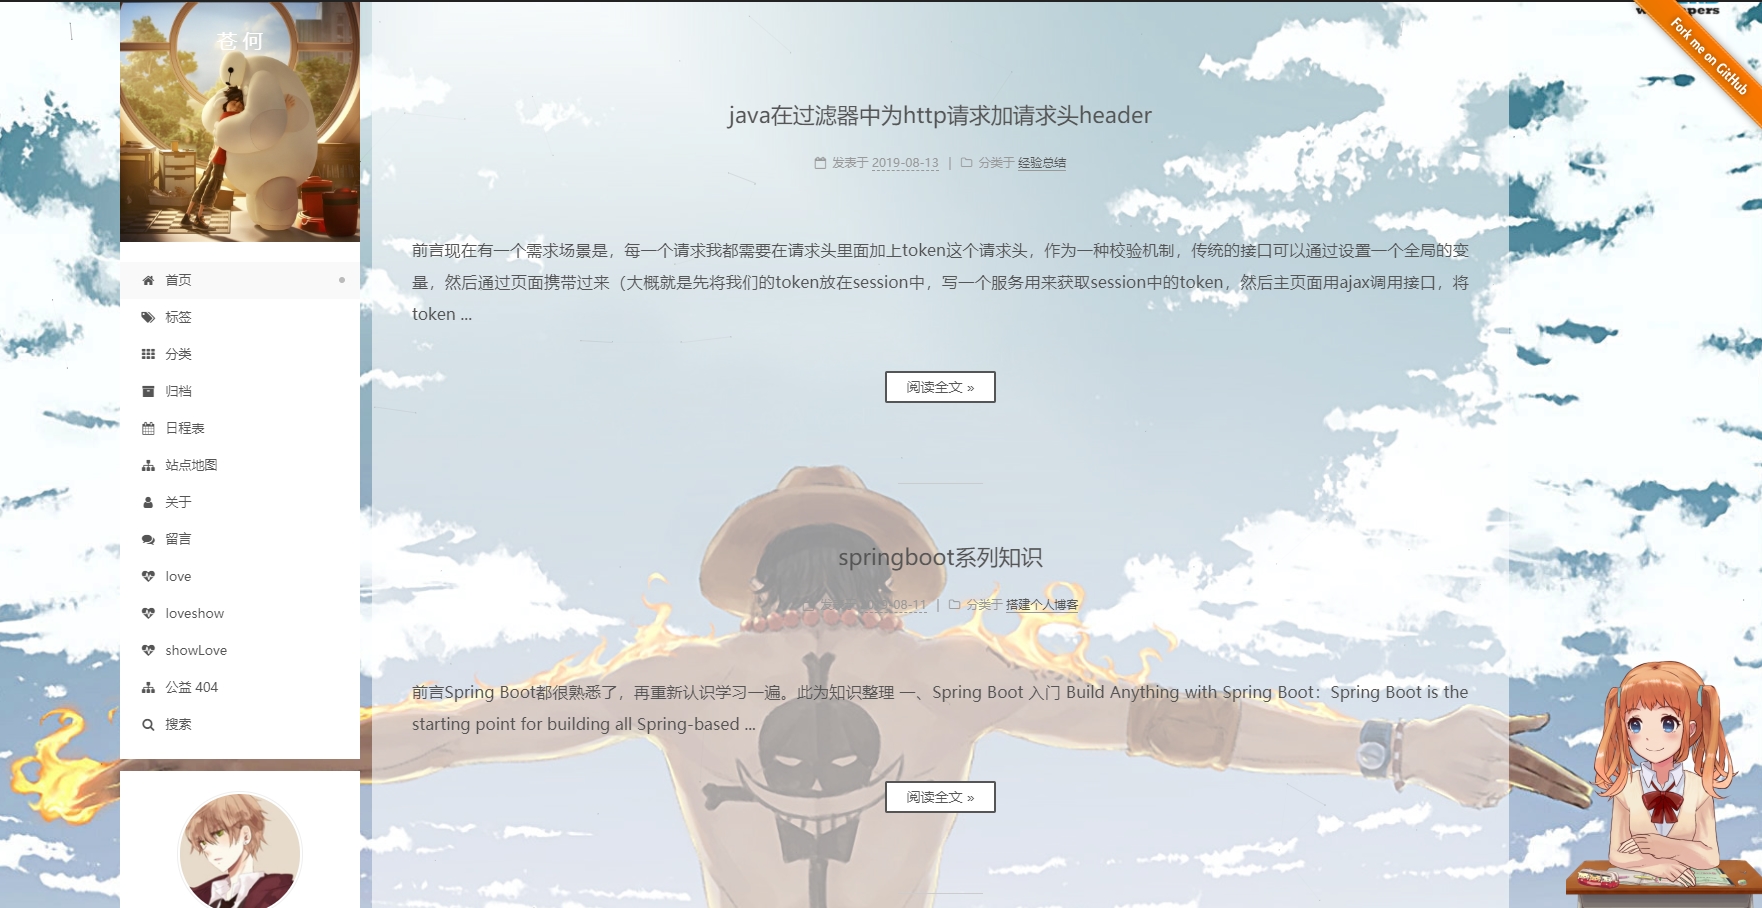 苍何
首页
标签
分类
归档
日程表
站点地图
关于
留言
love
loveshow
showLove
公益 404
搜索
java在过滤器中为http请求加请求头header
发表于 2019-08-13 | 分类于 经验总结
前言现在有一个需求场景是，每一个请求我都需要在请求头里面加上token这个请求头，作为一种校验机制，传统的接口可以通过设置一个全局的变
量，然后通过页面携带过来（大概就是先将我们的token放在session中，写一个服务用来获取session中的token，然后主页面用ajax调用接口，将
token ...
阅读全文 »
springboot系列知识
08-11 | 分类于 搭建个人博客
前言Spring Boot都很熟悉了，再重新认识学习一遍。此为知识整理 一、Spring Boot 入门 Build Anything with Spring Boot：Spring Boot is the
starting point for building all Spring-based ...
阅读全文 »
Fork me on GitHub